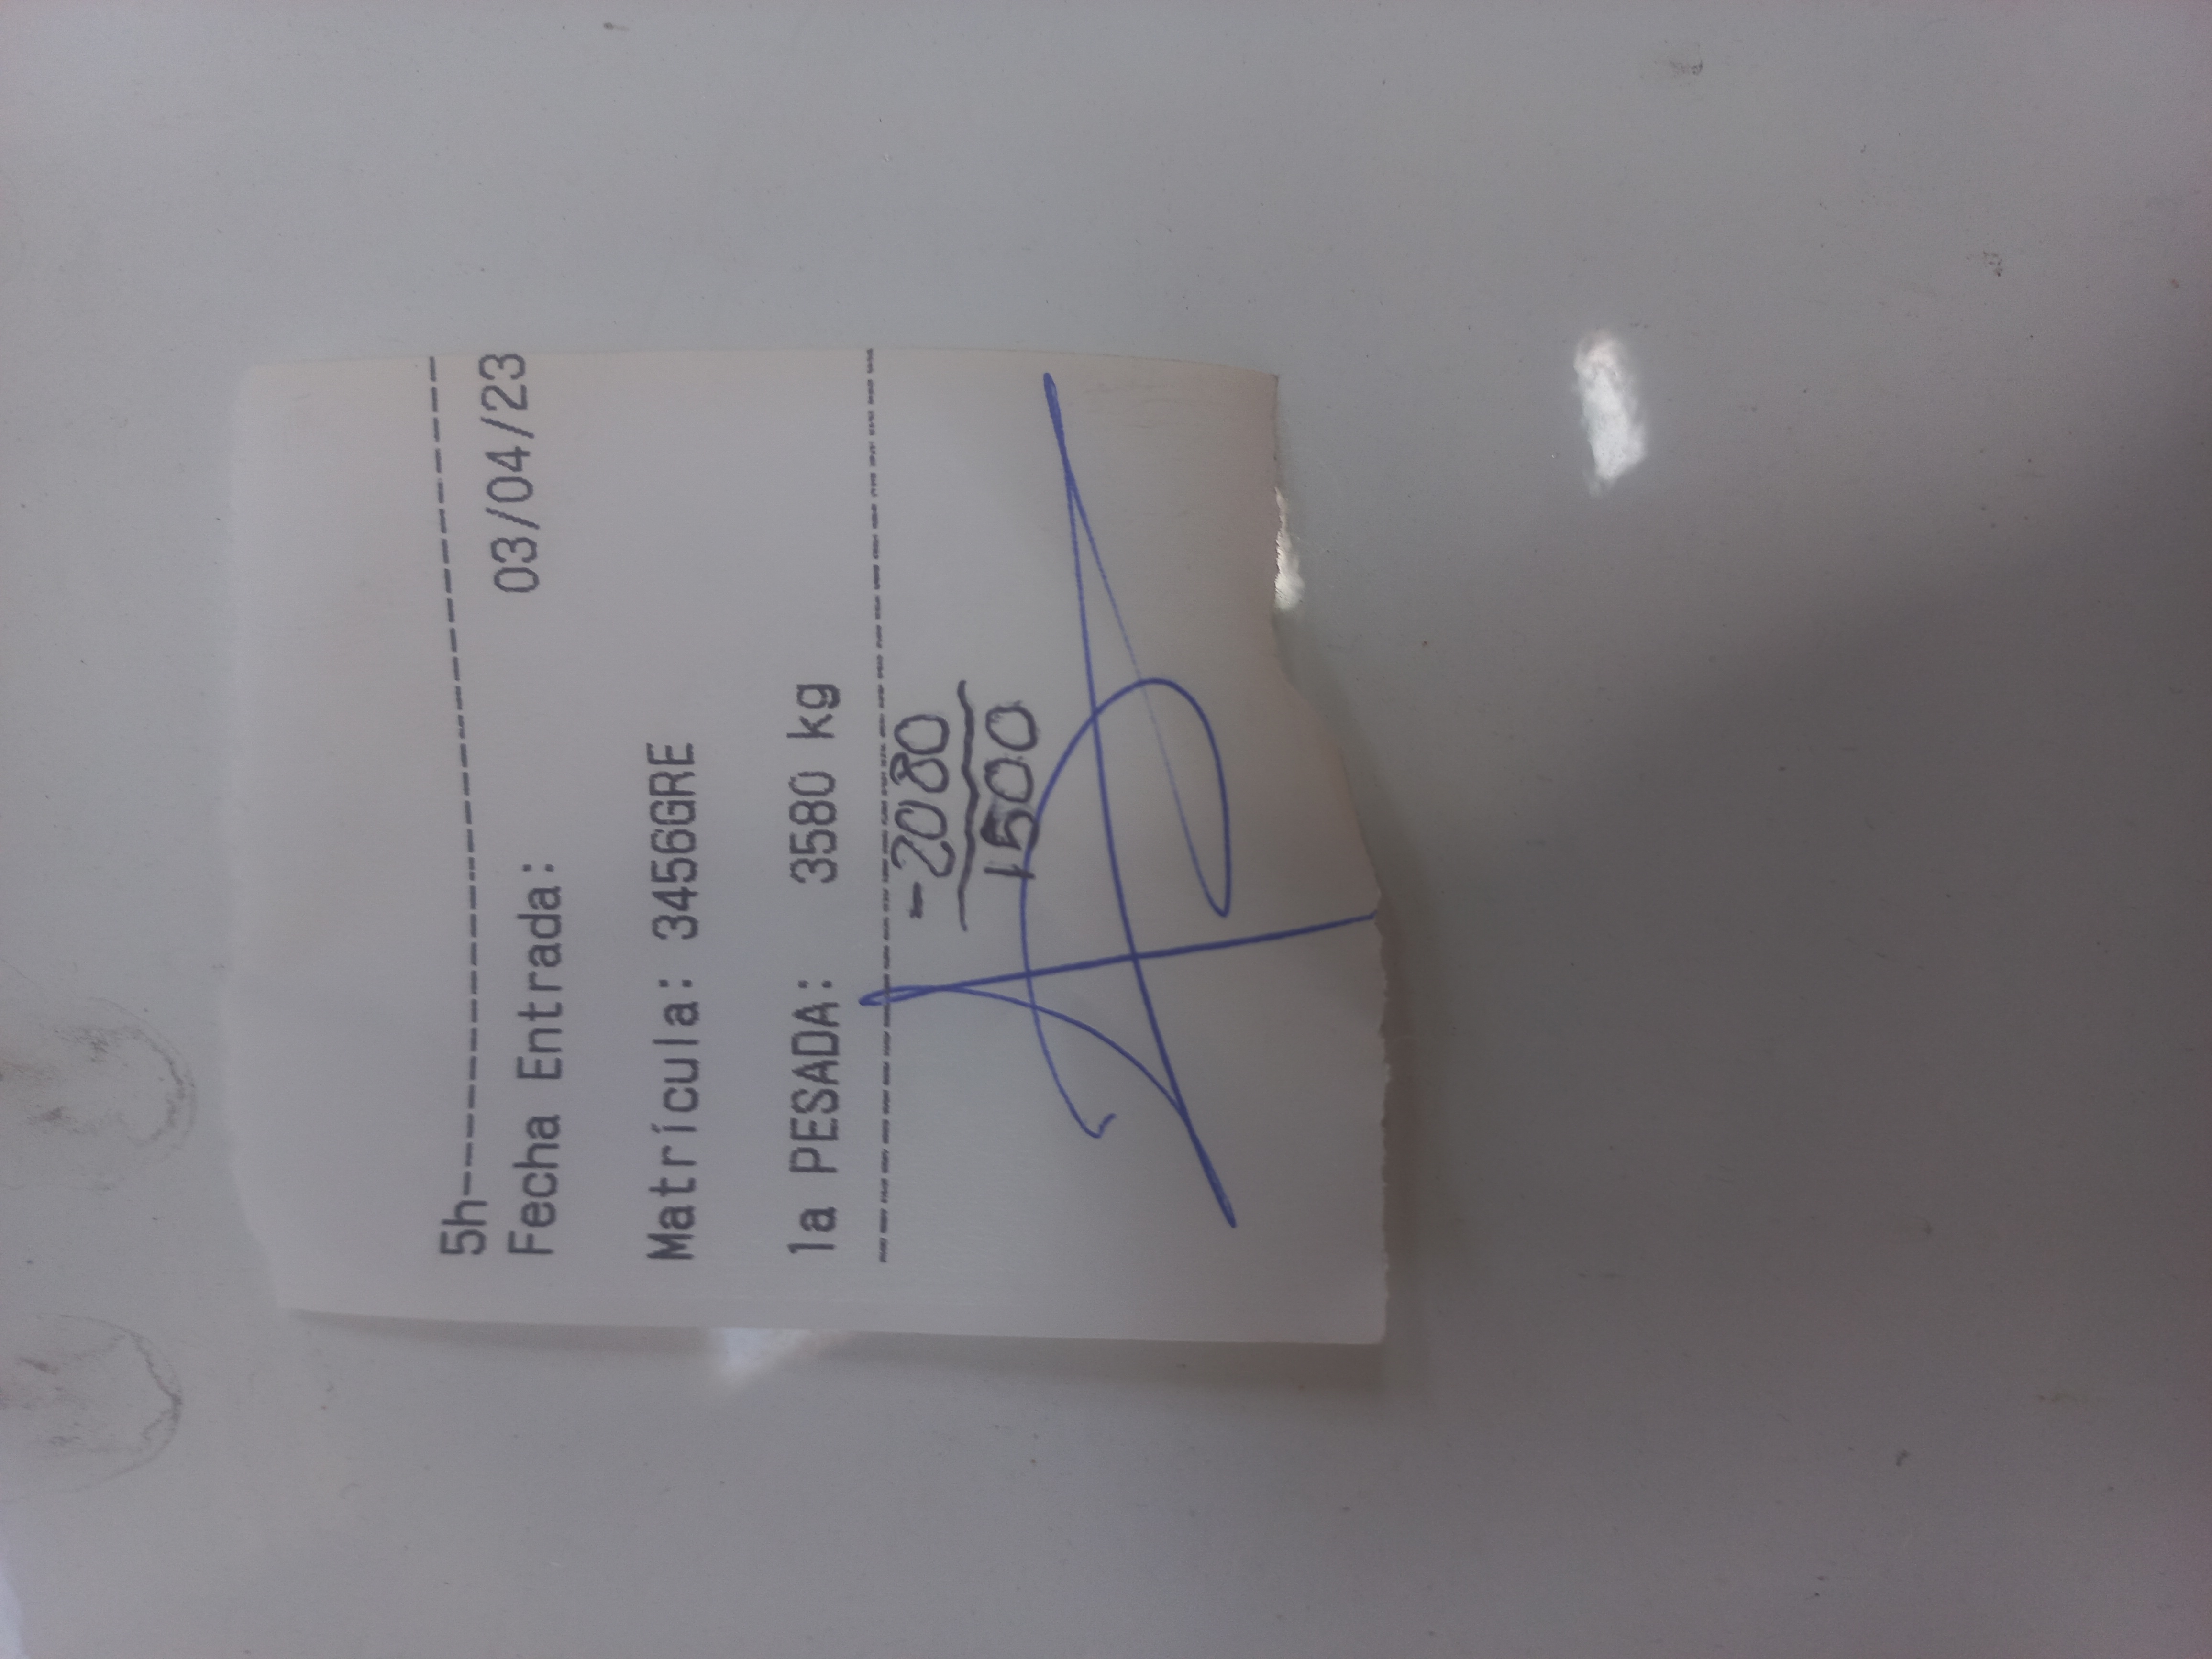 5h------------------------------
Fecha Entrada: 03/04/23
Matrícula: 3456GRE
1a PESADA: 3580 kg
--------------------------------
-2080
1500